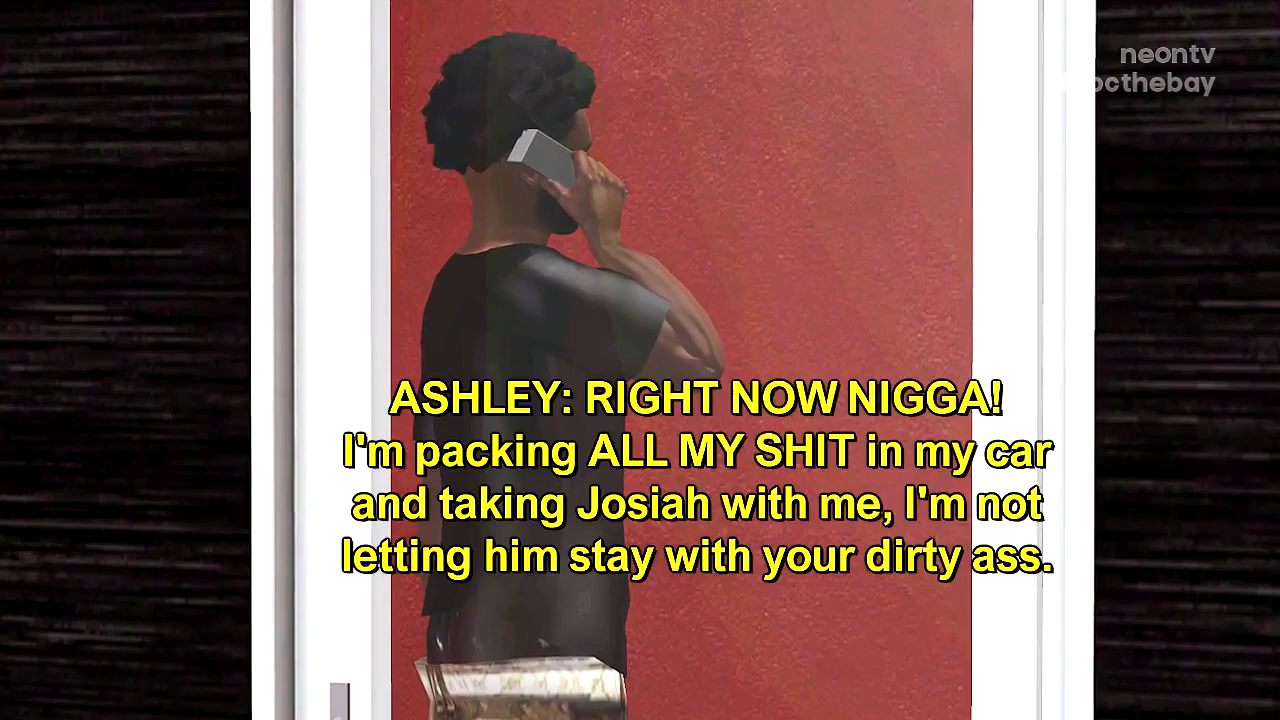 neontv
octhebay
ASHLEY: RIGHT NOW NIGGA!
I'm packing ALL MY SHIT in my car
and taking Josiah with me, I'm not
letting him stay with your dirty ass.